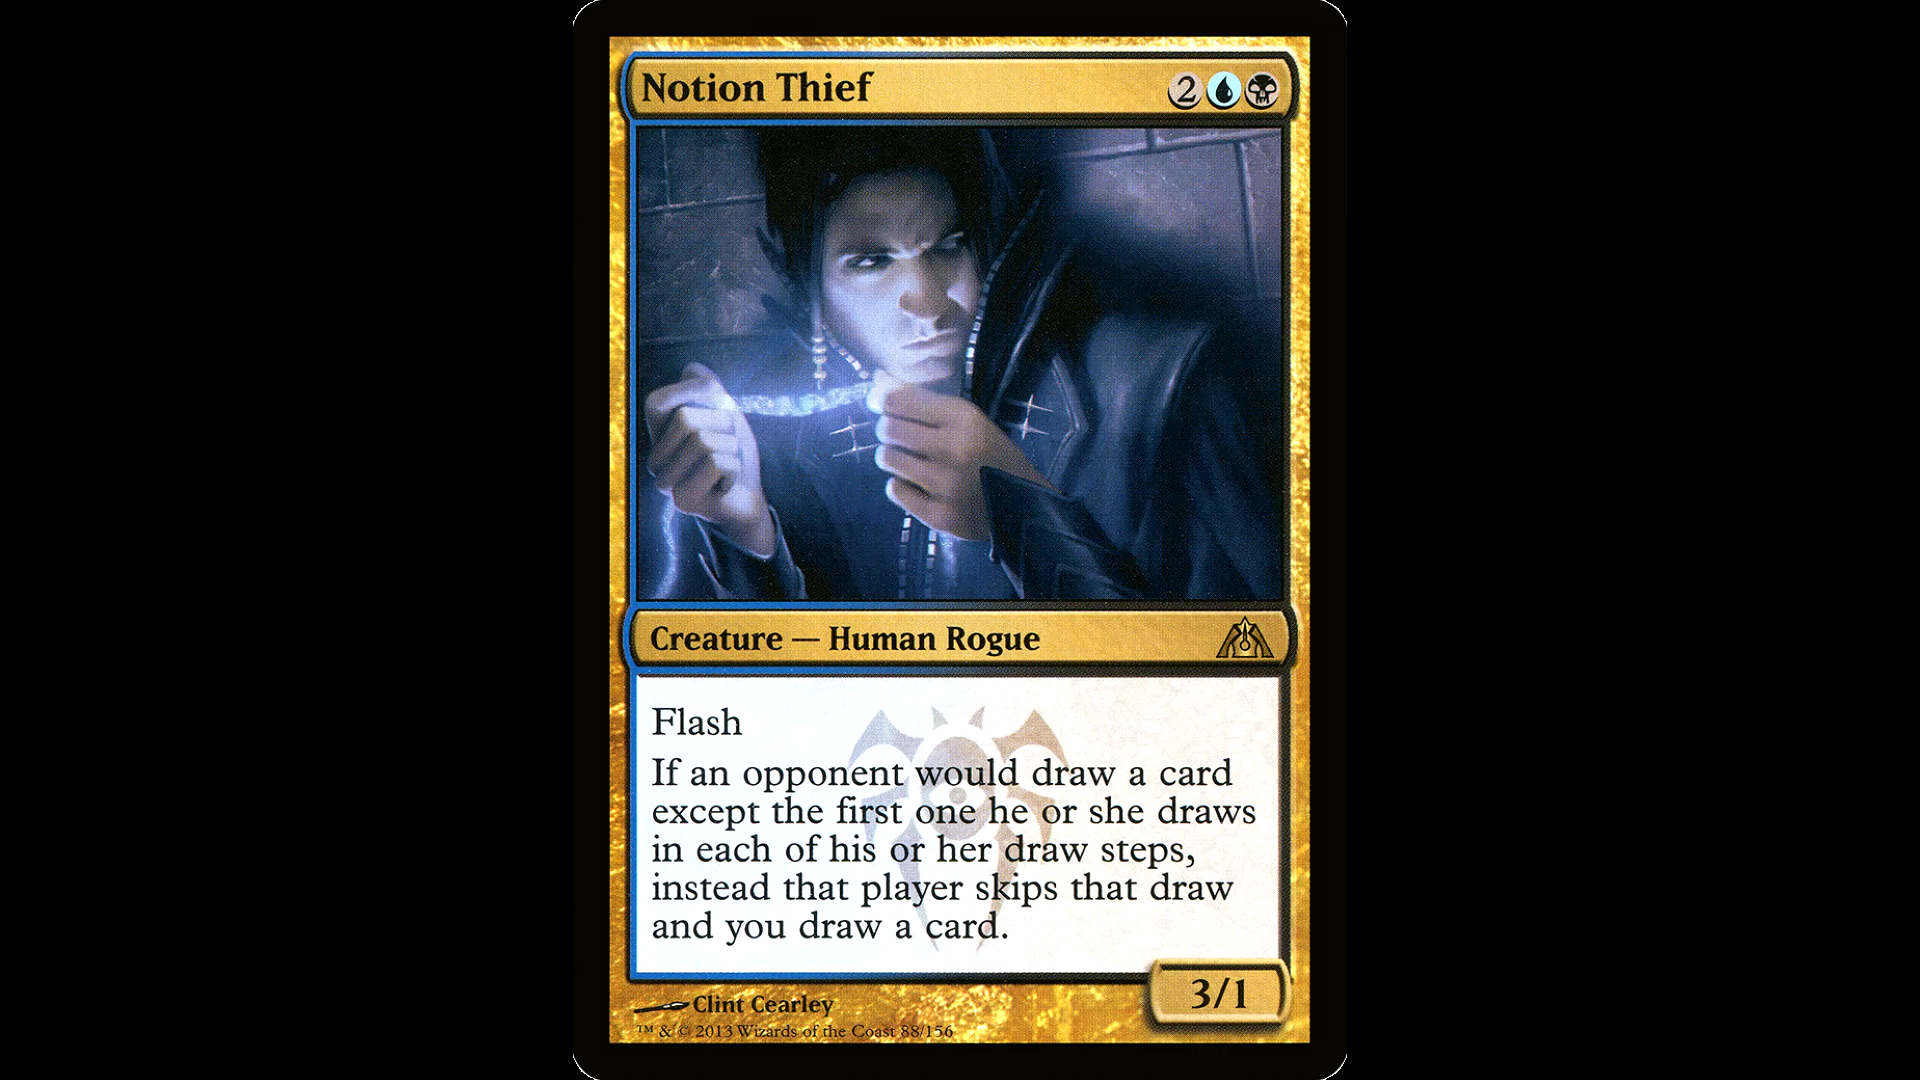 Notion Thief 2
Creature — Human Rogue
Flash
If an opponent would draw a card
except the first one he or she draws
in each of his or her draw steps,
instead that player skips that draw
and you draw a card.
3/1
Clint Cearley
™ & © 2013 Wizards of the Coast 88/156